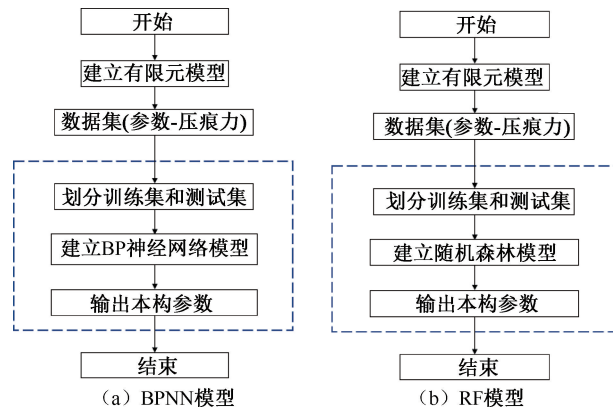 开始
建立有限元模型
数据集(参数-压痕力)
划分训练集和测试集
建立BP神经网络模型
输出本构参数
结束
（a）BPNN模型
开始
建立有限元模型
数据集(参数-压痕力)
划分训练集和测试集
建立随机森林模型
输出本构参数
结束
（b）RF模型